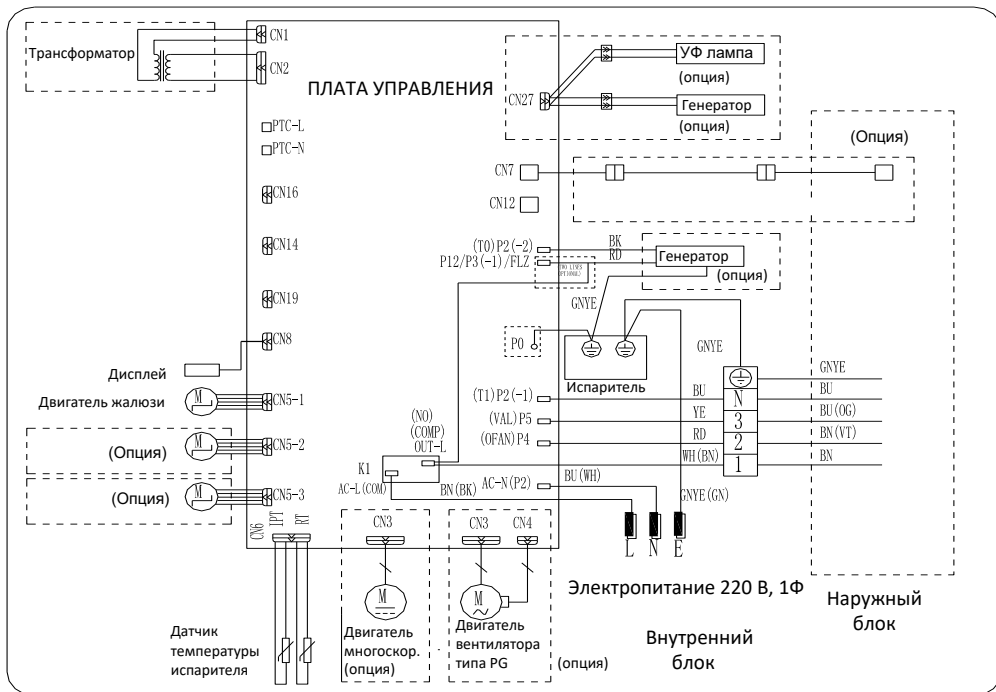 Трансформатор
CN1
CN2
ПЛАТА УПРАВЛЕНИЯ
CN27
УФ лампа
(опция)
Генератор
(опция)
(Опция)
PTC-L
PTC-N
CN7
CN16
CN12
CN14
(T0)P2(-2)
BK
P12/P3(-1)/FLZ
RD
Генератор
(опция)
TWO LINES
(OPTIONAL)
CN19
GNYE
CN8
P0
GNYE
Испаритель
Дисплей
GNYE
Двигатель жалюзи
M
CN5-1
(T1)P2(-1)
BU
N
BU
(VAL)P5
YE
3
BU(OG)
(NO)
(COMP)
OUT-L
(OFAN)P4
RD
2
BN(VT)
(Опция)
M
CN5-2
K1
WH(BN)
1
BN
AC-L(COM)
BN(BK)
AC-N(P2)
BU(WH)
GNYE(GN)
(Опция)
M
CN5-3
CN6
IPT
RT
CN3
CN3
CN4
L
N
E
Электропитание 220 В, 1Ф
M
M
Наружный
блок
Датчик
температуры
испарителя
Двигатель
многоскор.
(опция)
Двигатель
вентилятора
типа PG
(опция)
Внутренний
блок